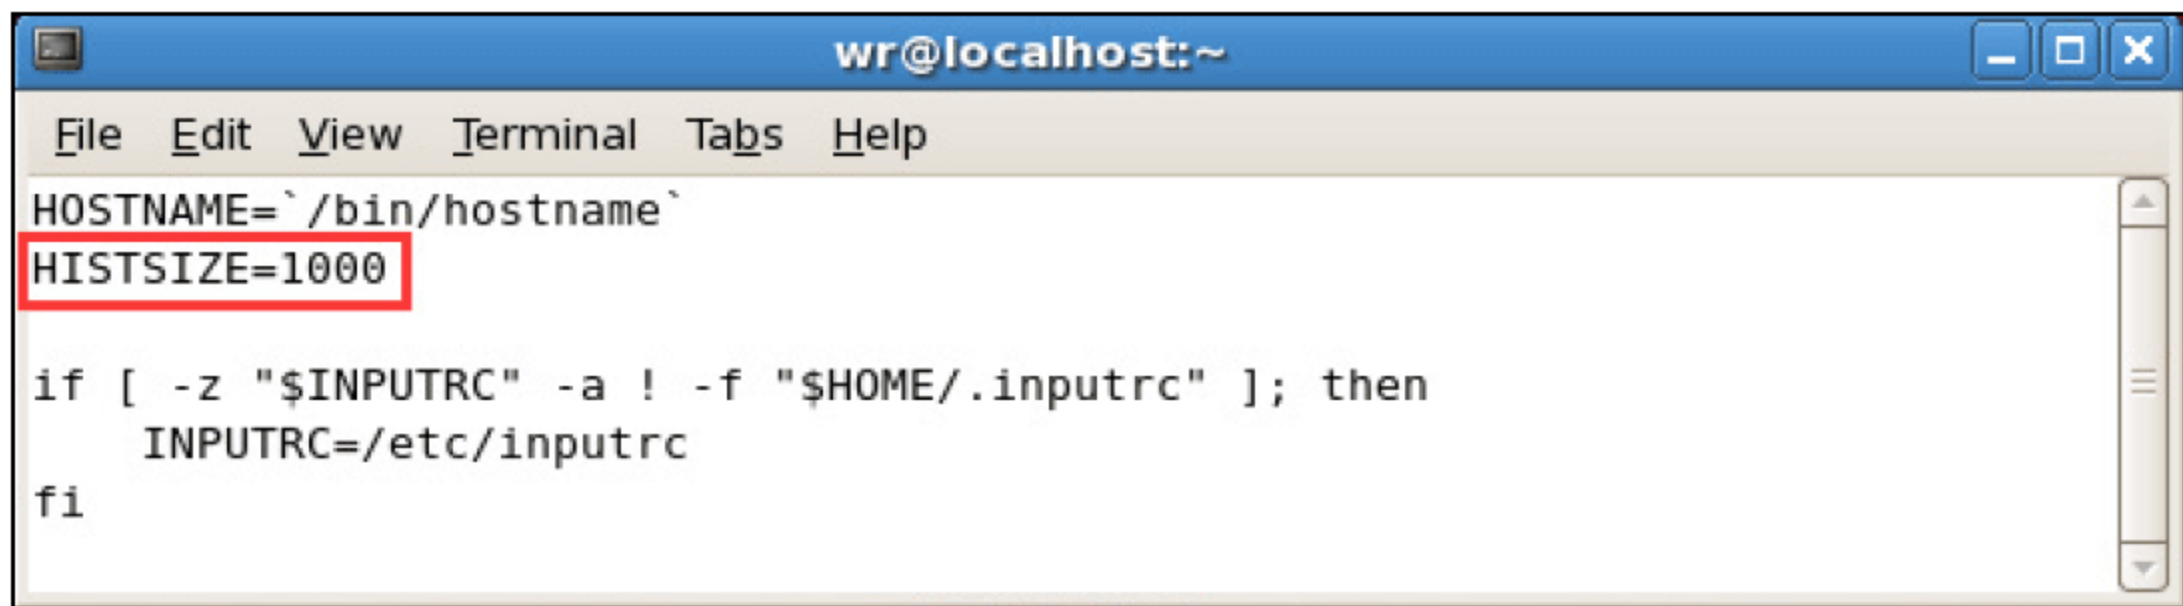 wr@localhost:~
File Edit View Terminal Tabs Help
HOSTNAME=`/bin/hostname`
HISTSIZE=1000
if [ -z "$INPUTRC" -a ! -f "$HOME/.inputrc" ]; then
    INPUTRC=/etc/inputrc
fi